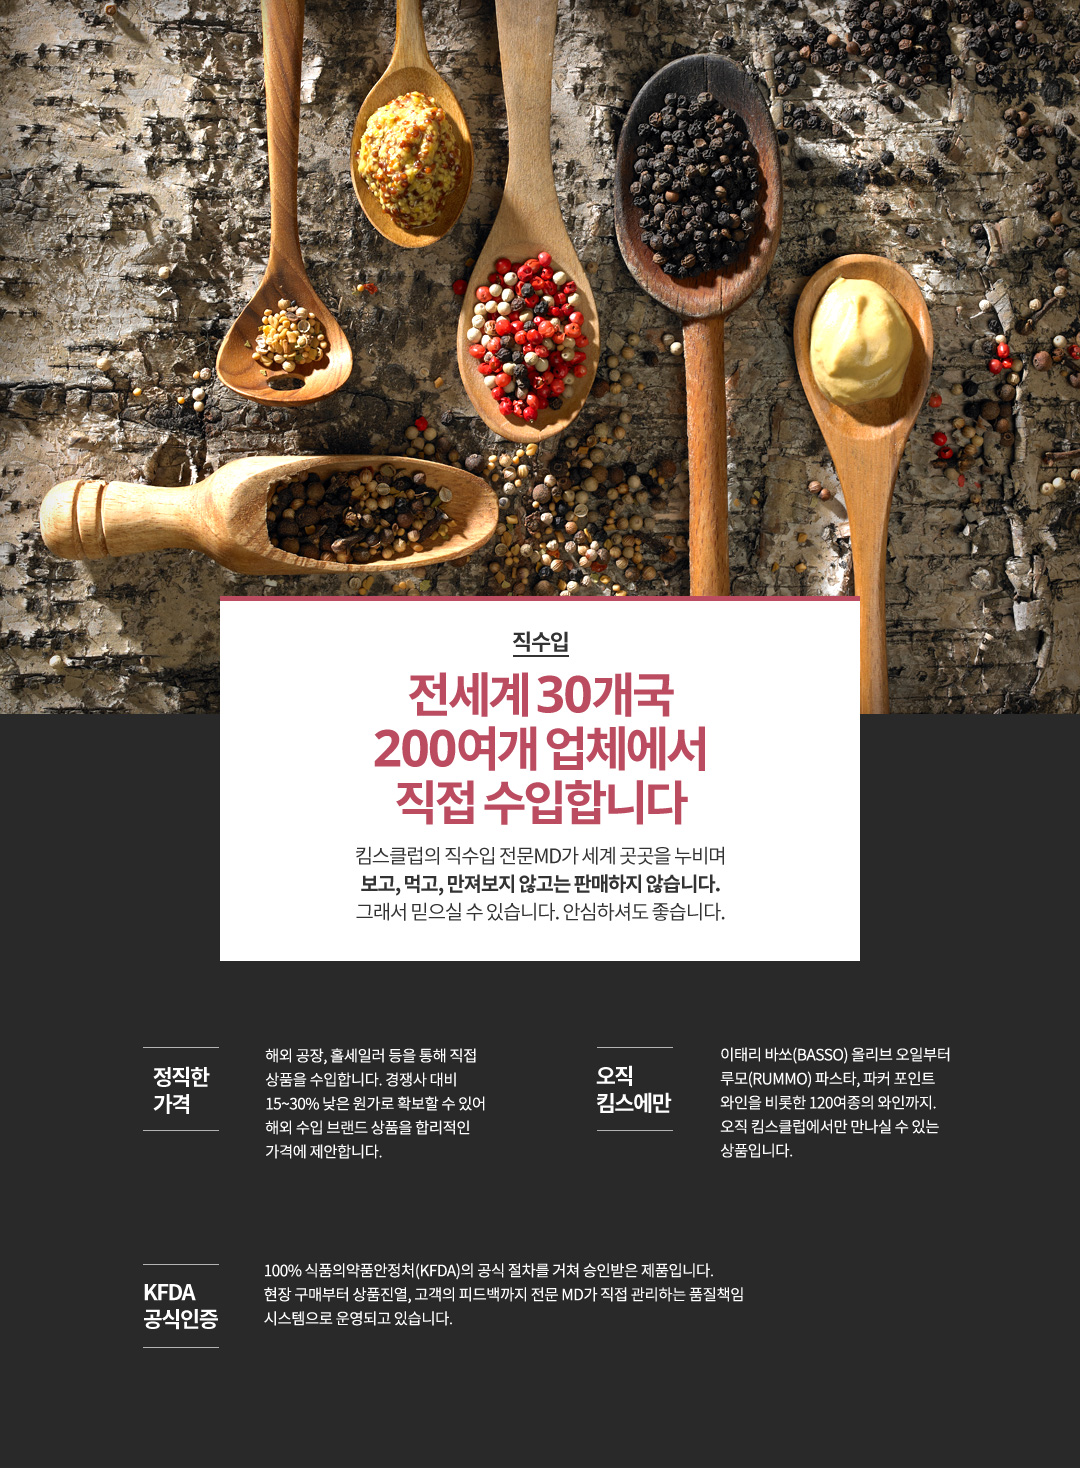 직수입
전세계 30개국
200여개 업체에서
직접 수입합니다
킴스클럽의 직수입 전문MD가 세계 곳곳을 누비며
보고, 먹고, 만져보지 않고는 판매하지 않습니다.
그래서 믿으실 수 있습니다. 안심하셔도 좋습니다.
정직한
가격
해외 공장, 홀세일러 등을 통해 직접
상품을 수입합니다. 경쟁사 대비
15~30% 낮은 원가로 확보할 수 있어
해외 수입 브랜드 상품을 합리적인
가격에 제안합니다.
오직
킴스에만
이태리 바쏘(BASSO) 올리브 오일부터
루모(RUMMO) 파스타, 파커 포인트
와인을 비롯한 120여종의 와인까지.
오직 킴스클럽에서만 만나실 수 있는
상품입니다.
KFDA
공식인증
100% 식품의약품안정처(KFDA)의 공식 절차를 거쳐 승인받은 제품입니다.
현장 구매부터 상품진열, 고객의 피드백까지 전문 MD가 직접 관리하는 품질책임
시스템으로 운영되고 있습니다.